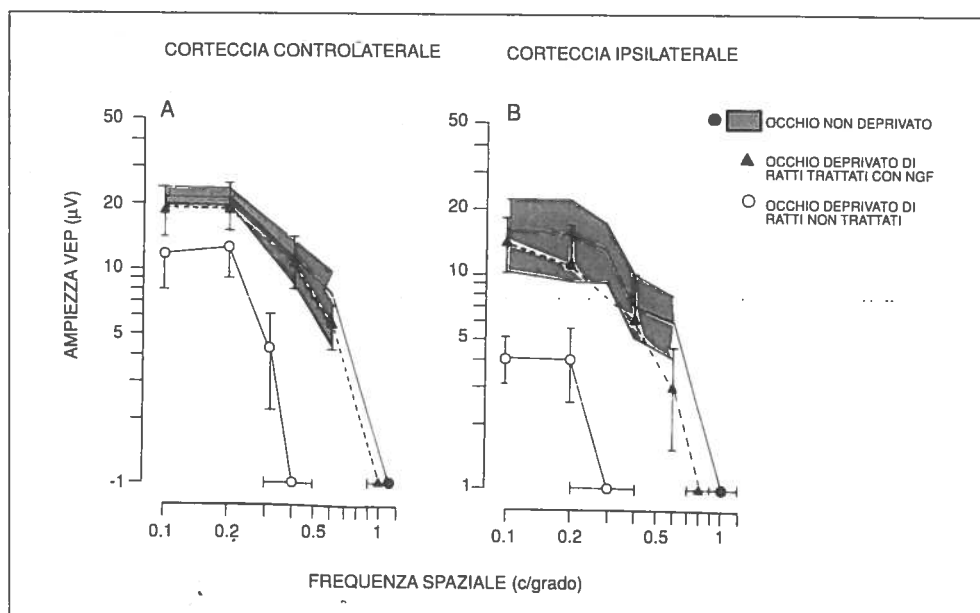 CORTECCIA CONTROLATERALE
CORTECCIA IPSILATERALE
A
B
50
20
10
5
-1
50
20
10
5
1
AMPIEZZA VEP (µV)
● OCCHIO NON DEPRIVATO
▲ OCCHIO DEPRIVATO DI
RATTI TRATTATI CON NGF
○ OCCHIO DEPRIVATO DI
RATTI NON TRATTATI
0.1 0.2 0.5 1
0.1 0.2 0.5 1
FREQUENZA SPAZIALE (c/grado)